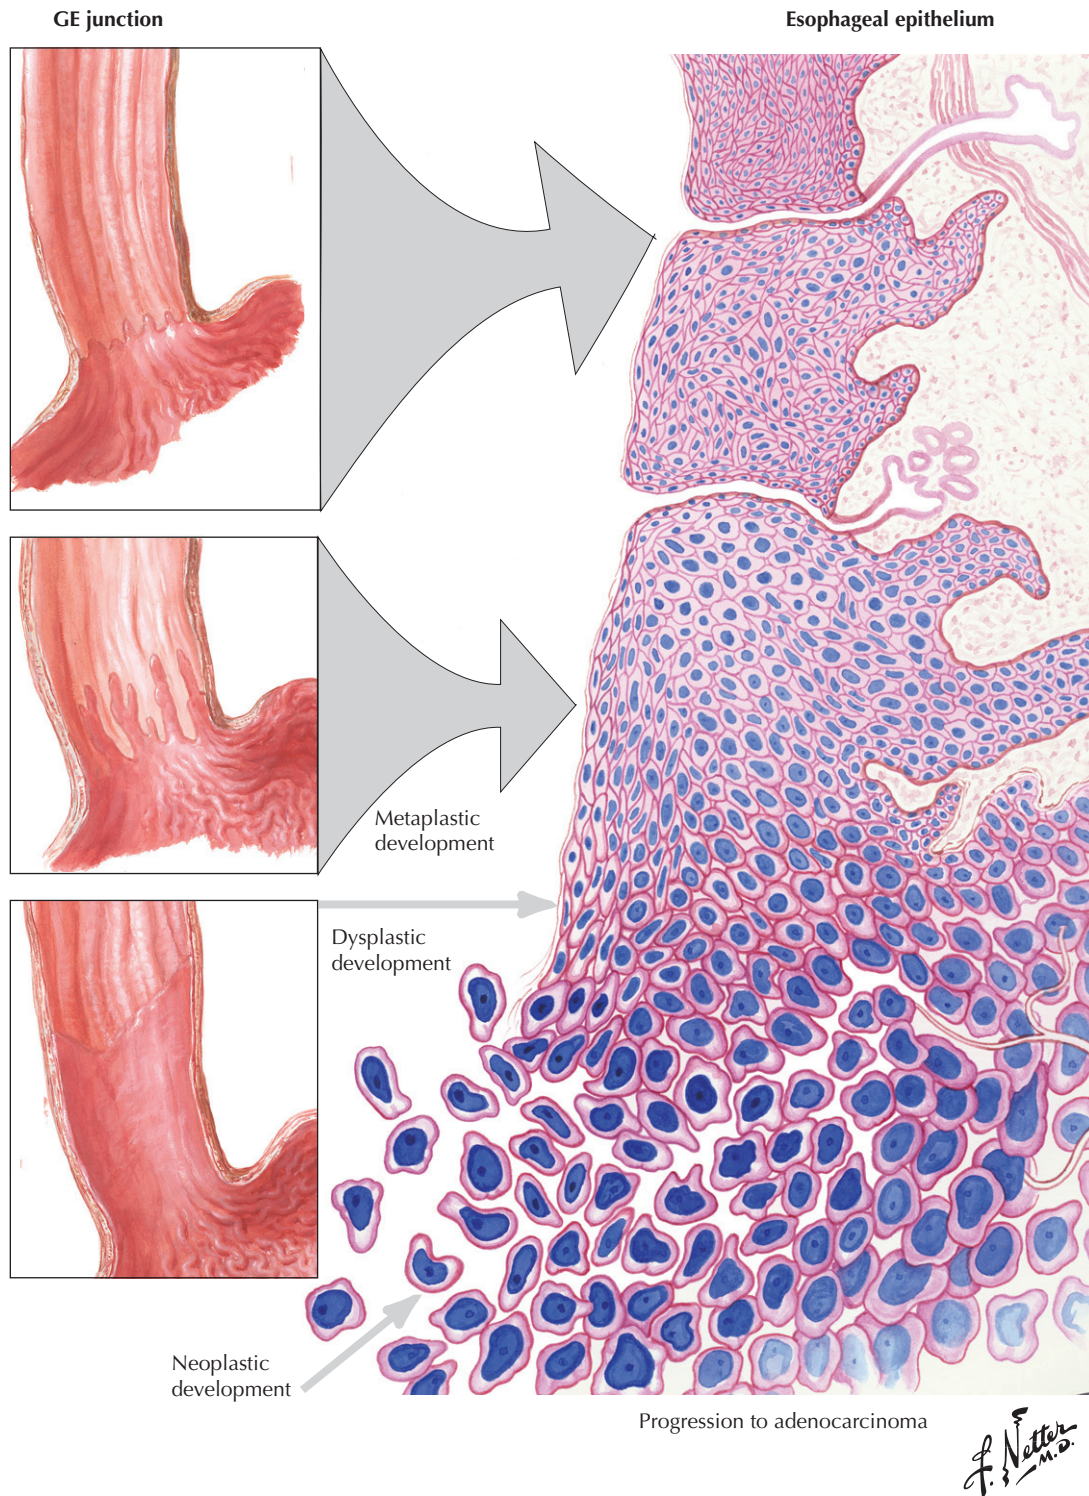 GE junction
Esophageal epithelium
Metaplastic
development
Dysplastic
development
Neoplastic
development
Progression to adenocarcinoma
F. Netter
M.D.